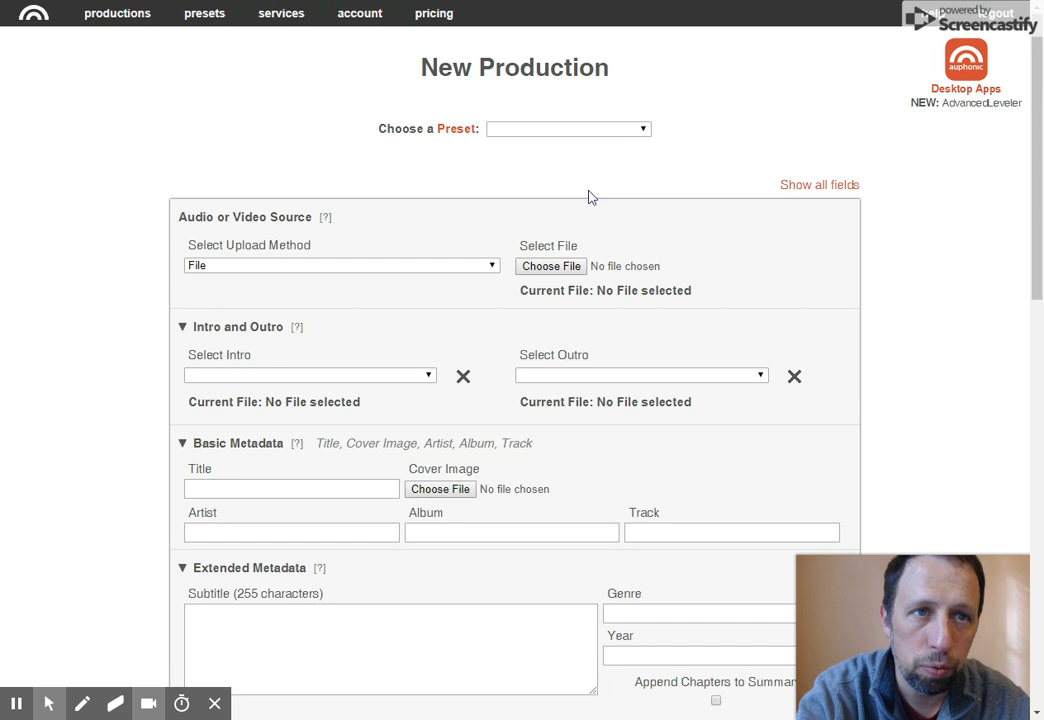 productions presets services account pricing help logout
powered by
Screencastify
auphonic
Desktop Apps
NEW: AdvancedLeveler
New Production
Choose a Preset:
Show all fields
Audio or Video Source [?]
Select Upload Method
File
Select File
Choose File No file chosen
Current File: No File selected
Intro and Outro [?]
Select Intro
Select Outro
Current File: No File selected
Current File: No File selected
Basic Metadata [?] Title, Cover Image, Artist, Album, Track
Title
Cover Image
Choose File No file chosen
Artist
Album
Track
Extended Metadata [?]
Subtitle (255 characters)
Genre
Year
Append Chapters to Summar